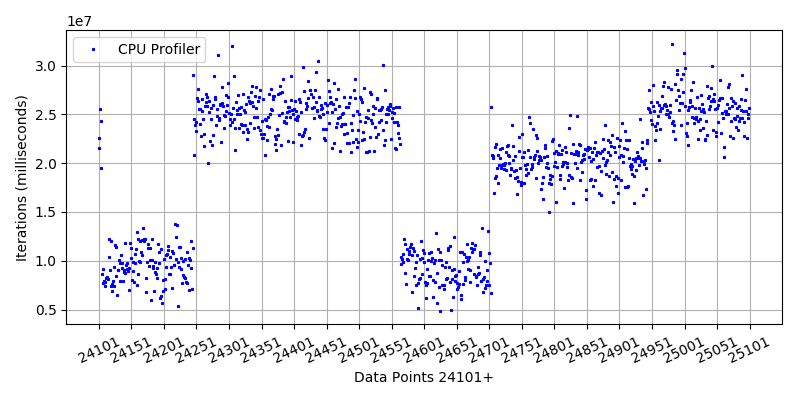 1e7
CPU Profiler
3.0
2.5
2.0
1.5
1.0
0.5
Iterations (milliseconds)
24101 24151 24201 24251 24301 24351 24401 24451 24501 24551 24601 24651 24701 24751 24801 24851 24901 24951 25001 25051 25101
Data Points 24101+